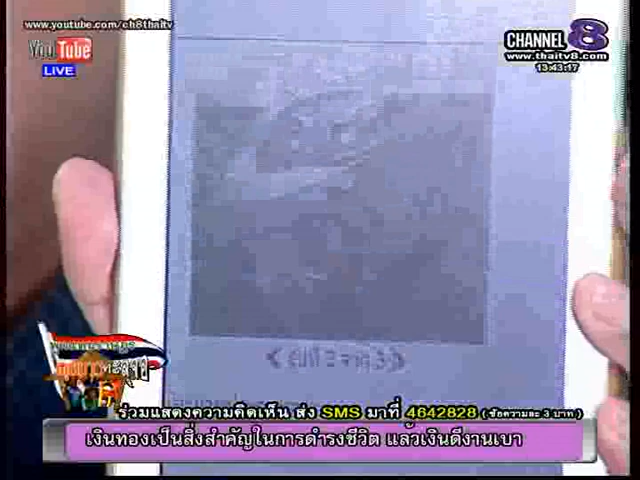 www.youtube.com/ch8thaitv
YouTube
LIVE
CHANNEL 8
www.thaitv8.com
13:43:17
ร่วมแสดงความคิดเห็น ส่ง SMS มาที่ 4642828 (ข้อความละ 3 บาท)
เงินทองเป็นสิ่งสำคัญในการดำรงชีวิต แล้วเงินดีงานเบา